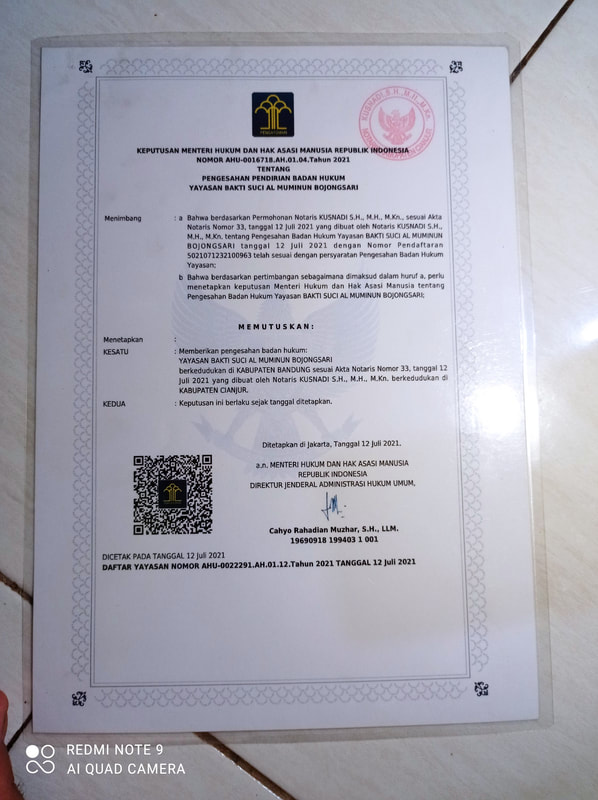 PENGAYOMAN
KUSNADI, S.H., M.H., M.Kn
KEPUTUSAN MENTERI HUKUM DAN HAK ASASI MANUSIA REPUBLIK INDONESIA
NOMOR AHU-0016718.AH.01.04.Tahun 2021
TENTANG
PENGESAHAN PENDIRIAN BADAN HUKUM
YAYASAN BAKTI SUCI AL MUMINUN BOJONGSARI
Menimbang : a Bahwa berdasarkan Permohonan Notaris KUSNADI S.H., M.H., M.Kn., sesuai Akta
Notaris Nomor 33, tanggal 12 Juli 2021 yang dibuat oleh Notaris KUSNADI S.H.,
M.H., M.Kn. tentang Pengesahan Badan Hukum Yayasan BAKTI SUCI AL MUMINUN
BOJONGSARI tanggal 12 Juli 2021 dengan Nomor Pendaftaran
5021071232100963 telah sesuai dengan persyaratan Pengesahan Badan Hukum
Yayasan;
b Bahwa berdasarkan pertimbangan sebagaimana dimaksud dalam huruf a, perlu
menetapkan keputusan Menteri Hukum dan Hak Asasi Manusia tentang
Pengesahan Badan Hukum Yayasan BAKTI SUCI AL MUMINUN BOJONGSARI;
M E M U T U S K A N :
Menetapkan :
KESATU : Memberikan pengesahan badan hukum:
YAYASAN BAKTI SUCI AL MUMINUN BOJONGSARI
berkedudukan di KABUPATEN BANDUNG sesuai Akta Notaris Nomor 33, tanggal 12
Juli 2021 yang dibuat oleh Notaris KUSNADI S.H., M.H., M.Kn. berkedudukan di
KABUPATEN CIANJUR.
KEDUA : Keputusan ini berlaku sejak tanggal ditetapkan.
Ditetapkan di Jakarta, Tanggal 12 Juli 2021.
a.n. MENTERI HUKUM DAN HAK ASASI MANUSIA
REPUBLIK INDONESIA
DIREKTUR JENDERAL ADMINISTRASI HUKUM UMUM,
Cahyo Rahadian Muzhar, S.H., LLM.
19690918 199403 1 001
DICETAK PADA TANGGAL 12 Juli 2021
DAFTAR YAYASAN NOMOR AHU-0022291.AH.01.12.Tahun 2021 TANGGAL 12 Juli 2021
REDMI NOTE 9
AI QUAD CAMERA